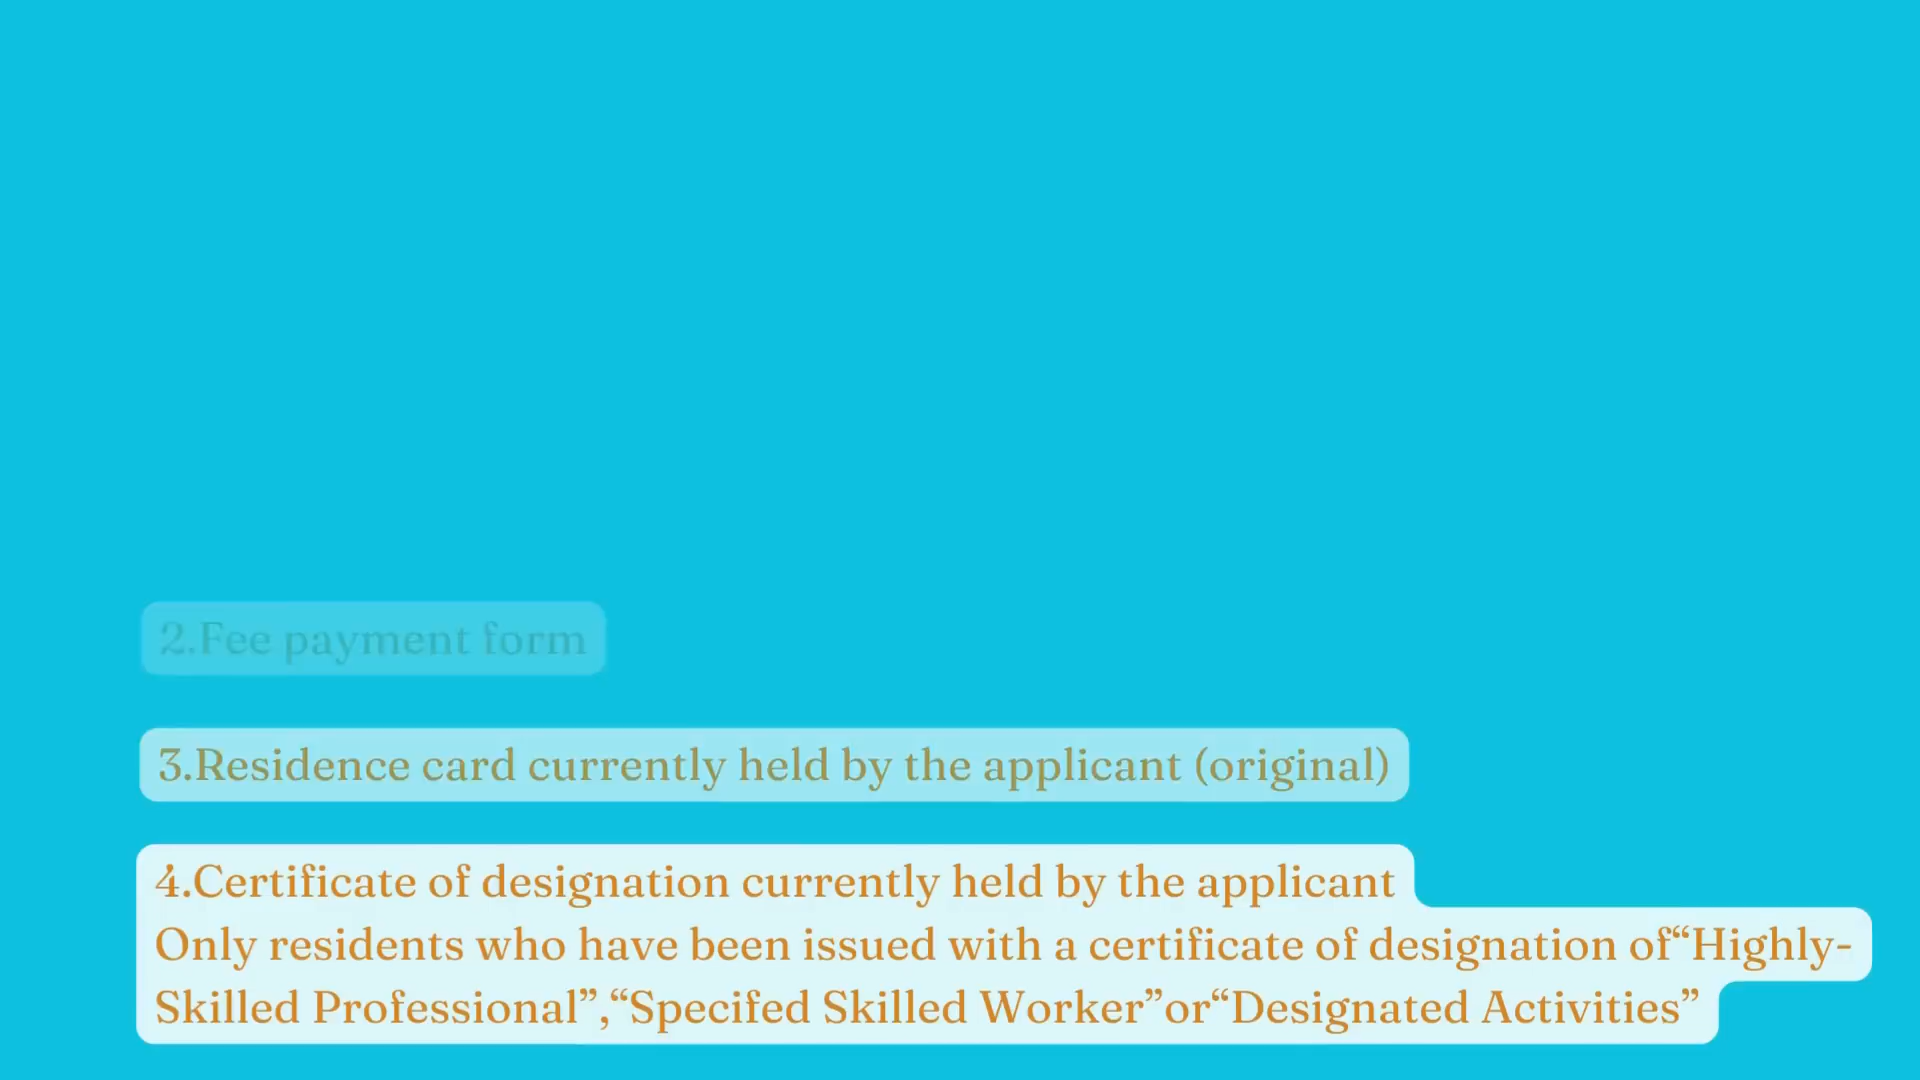 2.Fee payment form
3.Residence card currently held by the applicant (original)
4.Certificate of designation currently held by the applicant
Only residents who have been issued with a certificate of designation of“Highly-
Skilled Professional”,“Specifed Skilled Worker”or“Designated Activities”